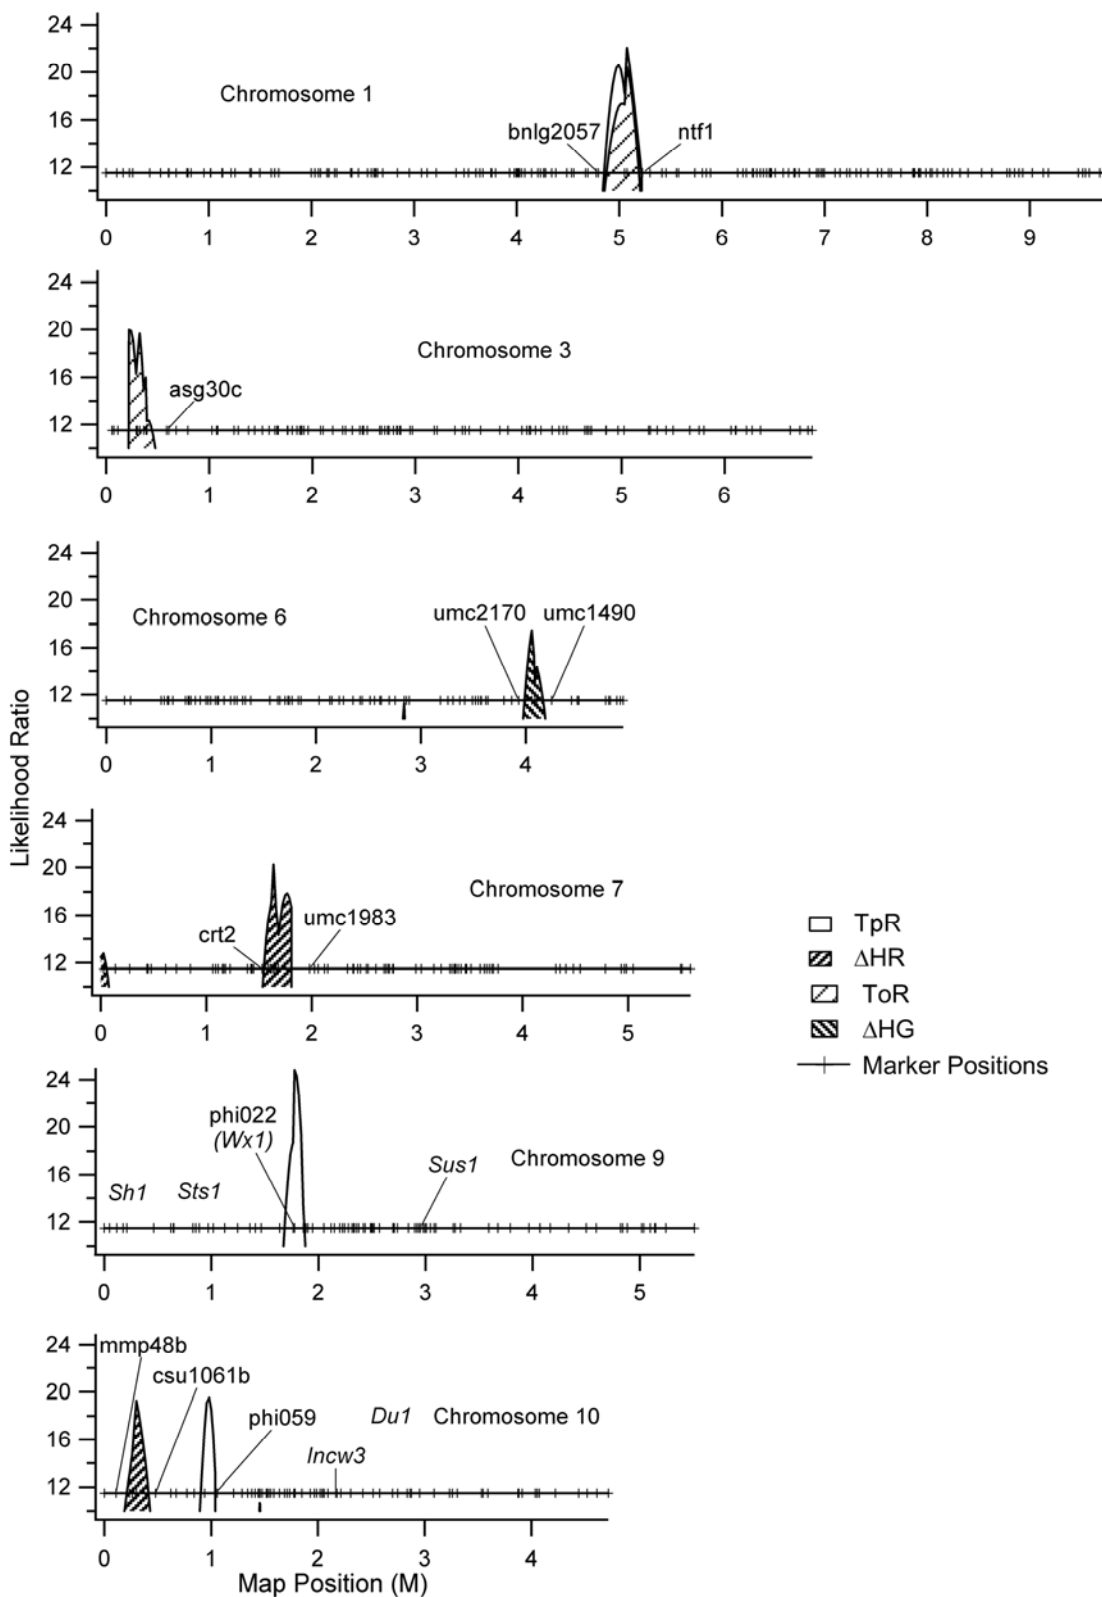 24
20
16
12
Chromosome 1
bnlg2057
ntf1
0 1 2 3 4 5 6 7 8 9
24
20
16
12
Chromosome 3
asg30c
0 1 2 3 4 5 6
24
20
16
12
Chromosome 6
umc2170 umc1490
0 1 2 3 4
Likelihood Ratio
24
20
16
12
Chromosome 7
crt2
umc1983
0 1 2 3 4 5
TpR
ΔHR
ToR
ΔHG
Marker Positions
24
20
16
12
phi022
(Wx1)
Sh1
Sts1
Sus1
Chromosome 9
0 1 2 3 4 5
24
20
16
12
mmp48b
csu1061b
phi059
Incw3
Du1
Chromosome 10
0 1 2 3 4
Map Position (M)